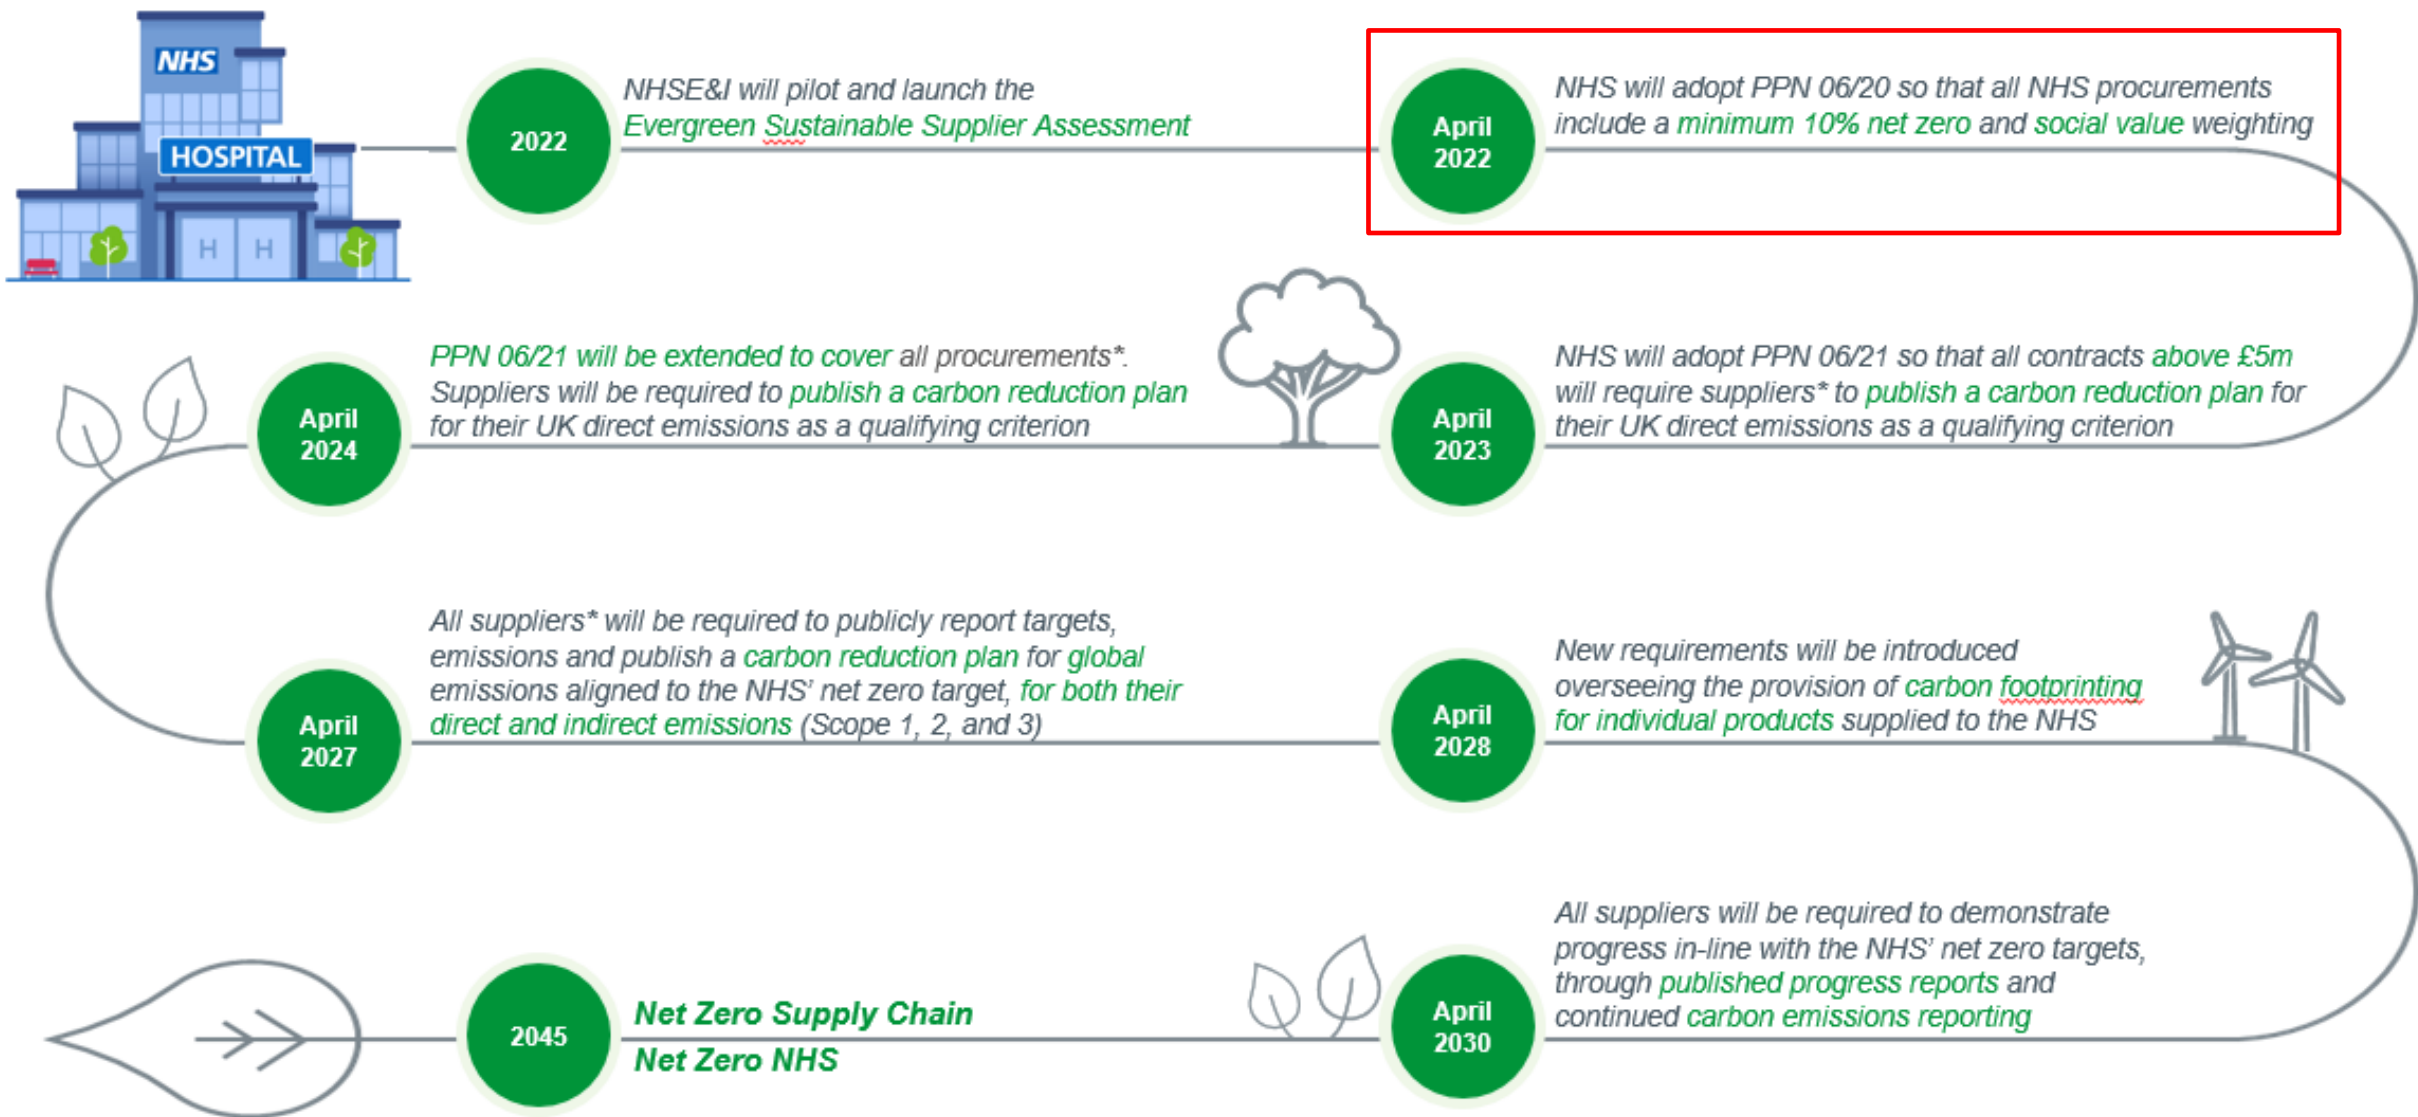 NHS
HOSPITAL
H H
2022
NHSE&I will pilot and launch the
Evergreen Sustainable Supplier Assessment
April
2022
NHS will adopt PPN 06/20 so that all NHS procurements
include a minimum 10% net zero and social value weighting
April
2023
NHS will adopt PPN 06/21 so that all contracts above £5m
will require suppliers* to publish a carbon reduction plan for
their UK direct emissions as a qualifying criterion
April
2024
PPN 06/21 will be extended to cover all procurements*.
Suppliers will be required to publish a carbon reduction plan
for their UK direct emissions as a qualifying criterion
April
2027
All suppliers* will be required to publicly report targets,
emissions and publish a carbon reduction plan for global
emissions aligned to the NHS' net zero target, for both their
direct and indirect emissions (Scope 1, 2, and 3)
April
2028
New requirements will be introduced
overseeing the provision of carbon footprinting
for individual products supplied to the NHS
April
2030
All suppliers will be required to demonstrate
progress in-line with the NHS' net zero targets,
through published progress reports and
continued carbon emissions reporting
2045
Net Zero Supply Chain
Net Zero NHS